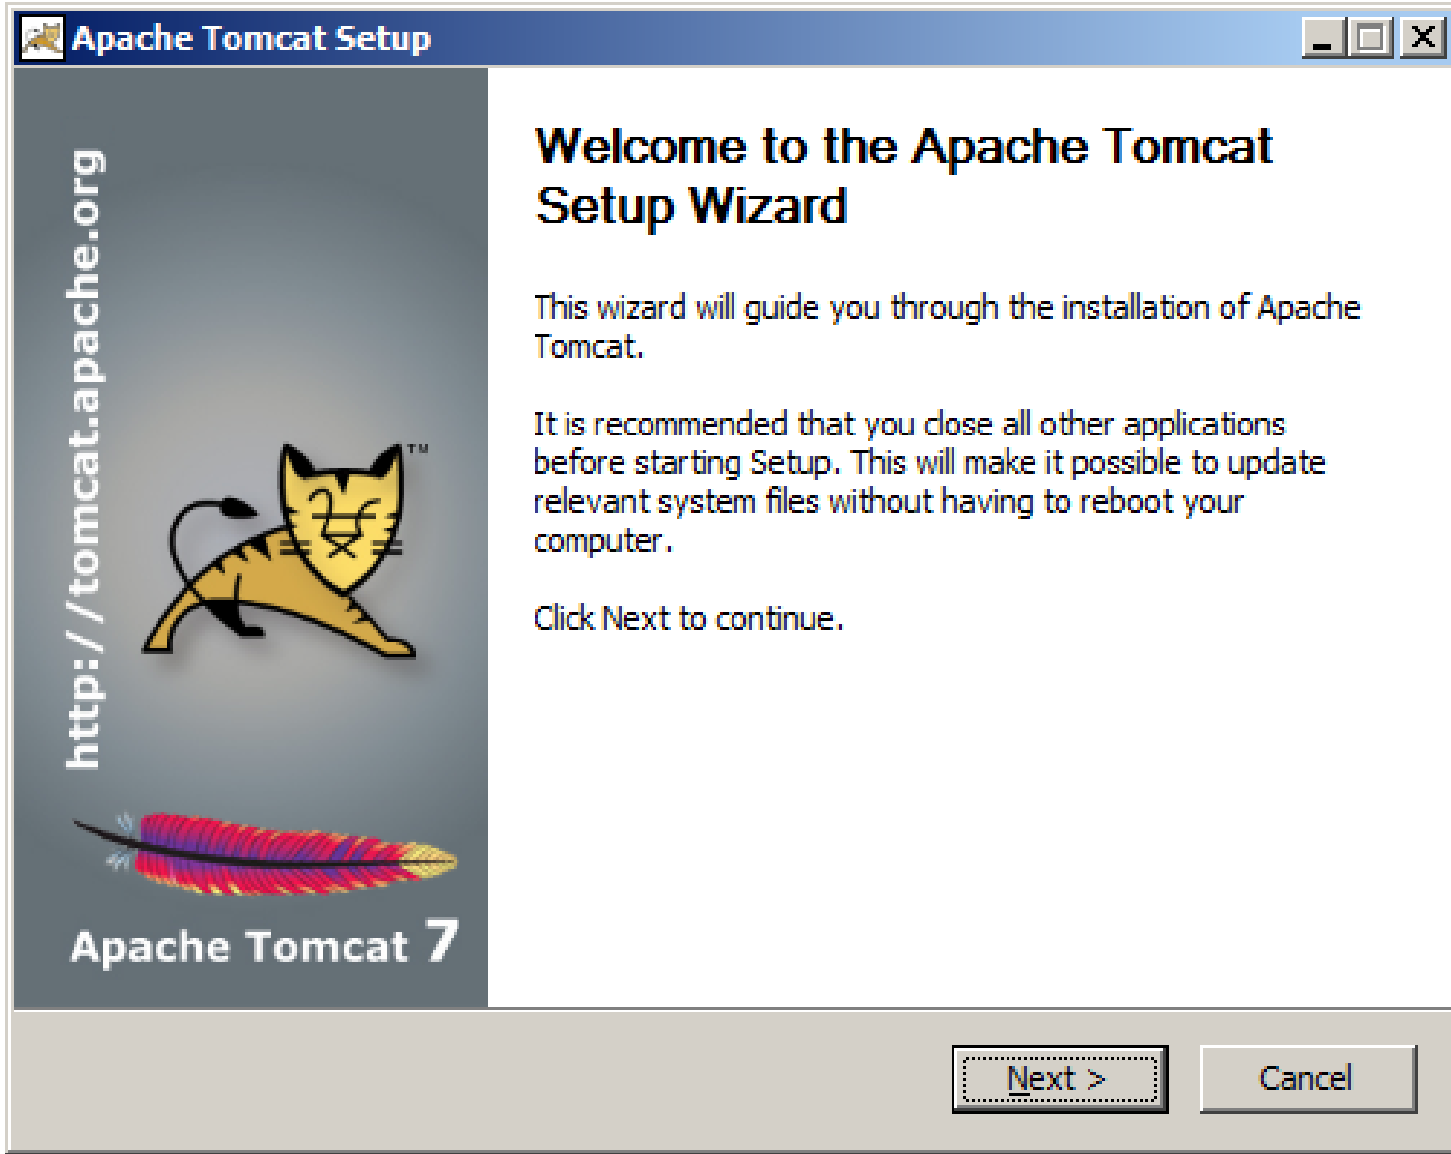 Apache Tomcat Setup
http://tomcat.apache.org
TM
Apache Tomcat 7
Welcome to the Apache Tomcat
Setup Wizard
This wizard will guide you through the installation of Apache
Tomcat.
It is recommended that you close all other applications
before starting Setup. This will make it possible to update
relevant system files without having to reboot your
computer.
Click Next to continue.
Next >
Cancel